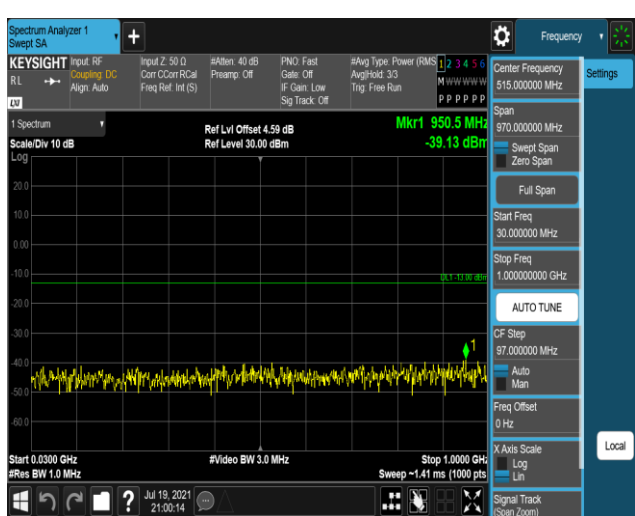 Spectrum Analyzer 1
Swept SA
Frequency
KEYSIGHT
RL
LXI
Input: RF
Coupling: DC
Align: Auto
Input Z: 50 Ω
Corr CCorr RCal
Freq Ref: Int (S)
#Atten: 40 dB
Preamp: Off
PNO: Fast
Gate: Off
IF Gain: Low
Sig Track: Off
#Avg Type: Power (RMS
Avg|Hold: 3/3
Trig: Free Run
1 2 3 4 5 6
M W W W W W
P P P P P P
1 Spectrum
Scale/Div 10 dB
Log
Ref Lvl Offset 4.59 dB
Ref Level 30.00 dBm
Mkr1 950.5 MHz
-39.13 dBm
20.0
10.0
0.00
-10.0
-20.0
-30.0
-40.0
-50.0
-60.0
DL1 -13.00 dBm
1
Start 0.0300 GHz
#Res BW 1.0 MHz
#Video BW 3.0 MHz
Stop 1.0000 GHz
Sweep ~1.41 ms (1000 pts
Jul 19, 2021
21:00:14
?
Center Frequency
515.000000 MHz
Settings
Span
970.000000 MHz
Swept Span
Zero Span
Full Span
Start Freq
30.000000 MHz
Stop Freq
1.000000000 GHz
AUTO TUNE
CF Step
97.000000 MHz
Auto
Man
Freq Offset
0 Hz
X Axis Scale
Log
Lin
Local
Signal Track
(Span Zoom)